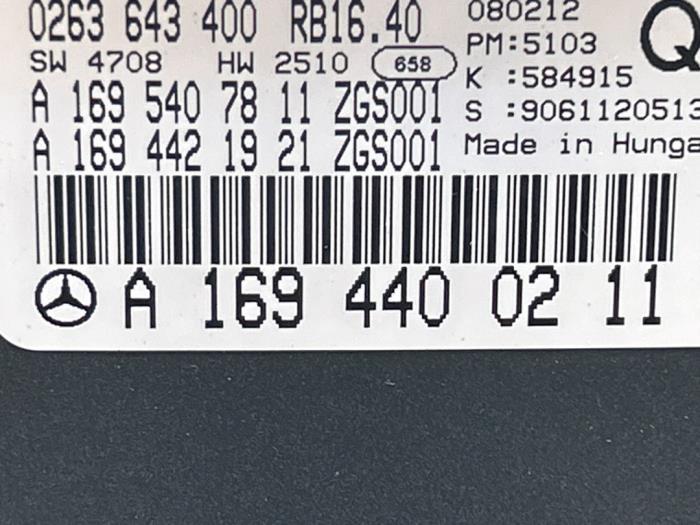 0263 643 400 RB16.40
SW 4708 HW 2510 658
A 169 540 78 11 ZGS001
A 169 442 19 21 ZGS001
080212
PM:5103
K :584915
S :9061120513
Made in Hunga
Q
A 169 440 02 11